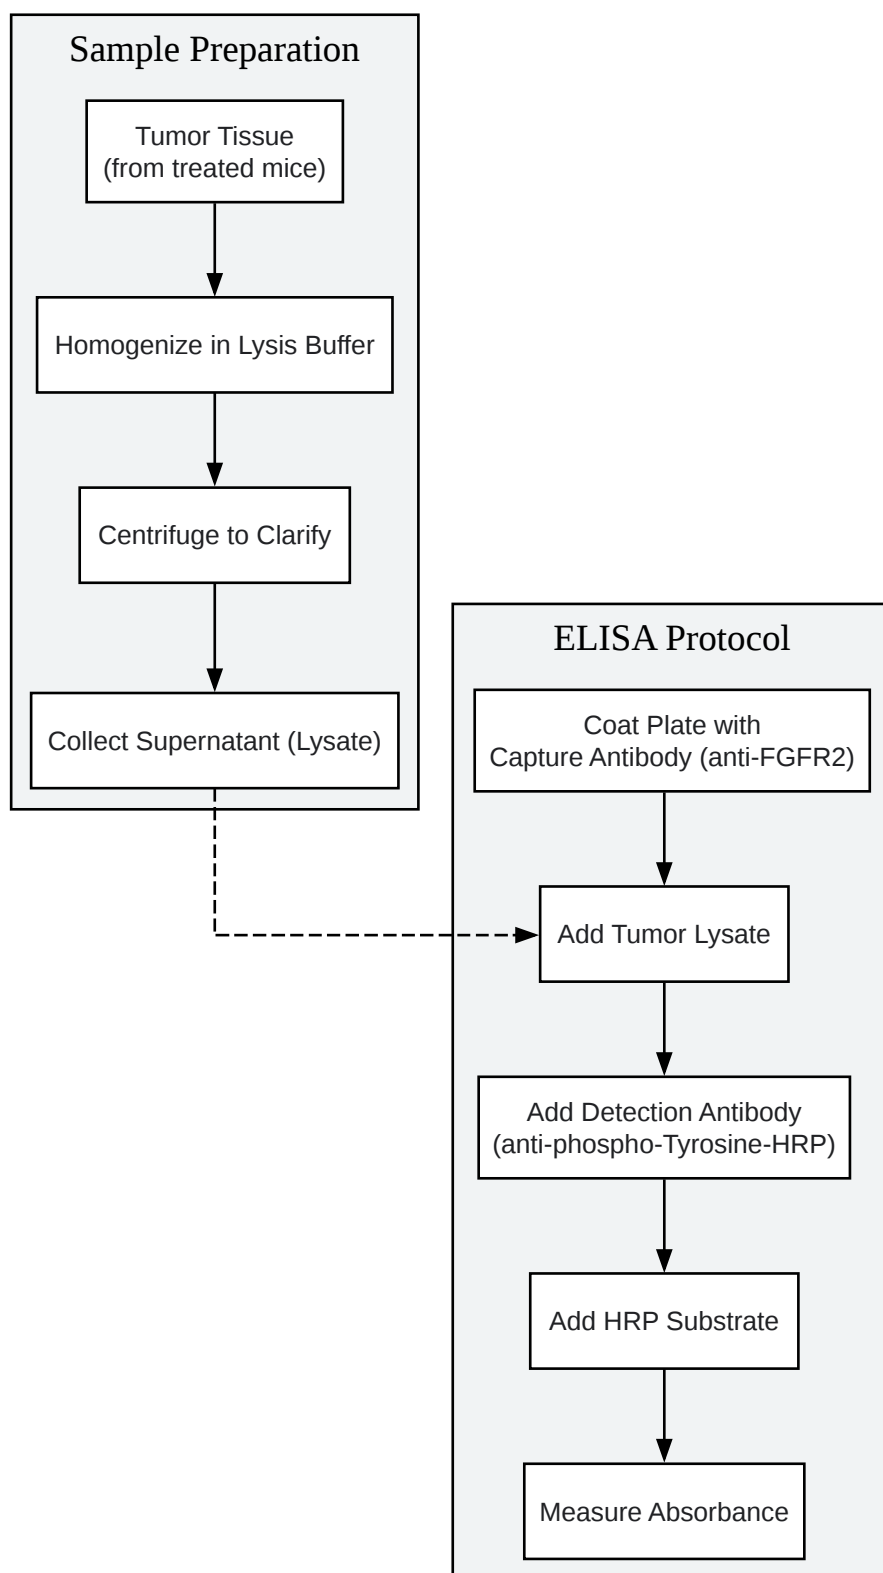 Sample Preparation
Tumor Tissue
(from treated mice)
Homogenize in Lysis Buffer
Centrifuge to Clarify
Collect Supernatant (Lysate)
ELISA Protocol
Coat Plate with
Capture Antibody (anti-FGFR2)
Add Tumor Lysate
Add Detection Antibody
(anti-phospho-Tyrosine-HRP)
Add HRP Substrate
Measure Absorbance